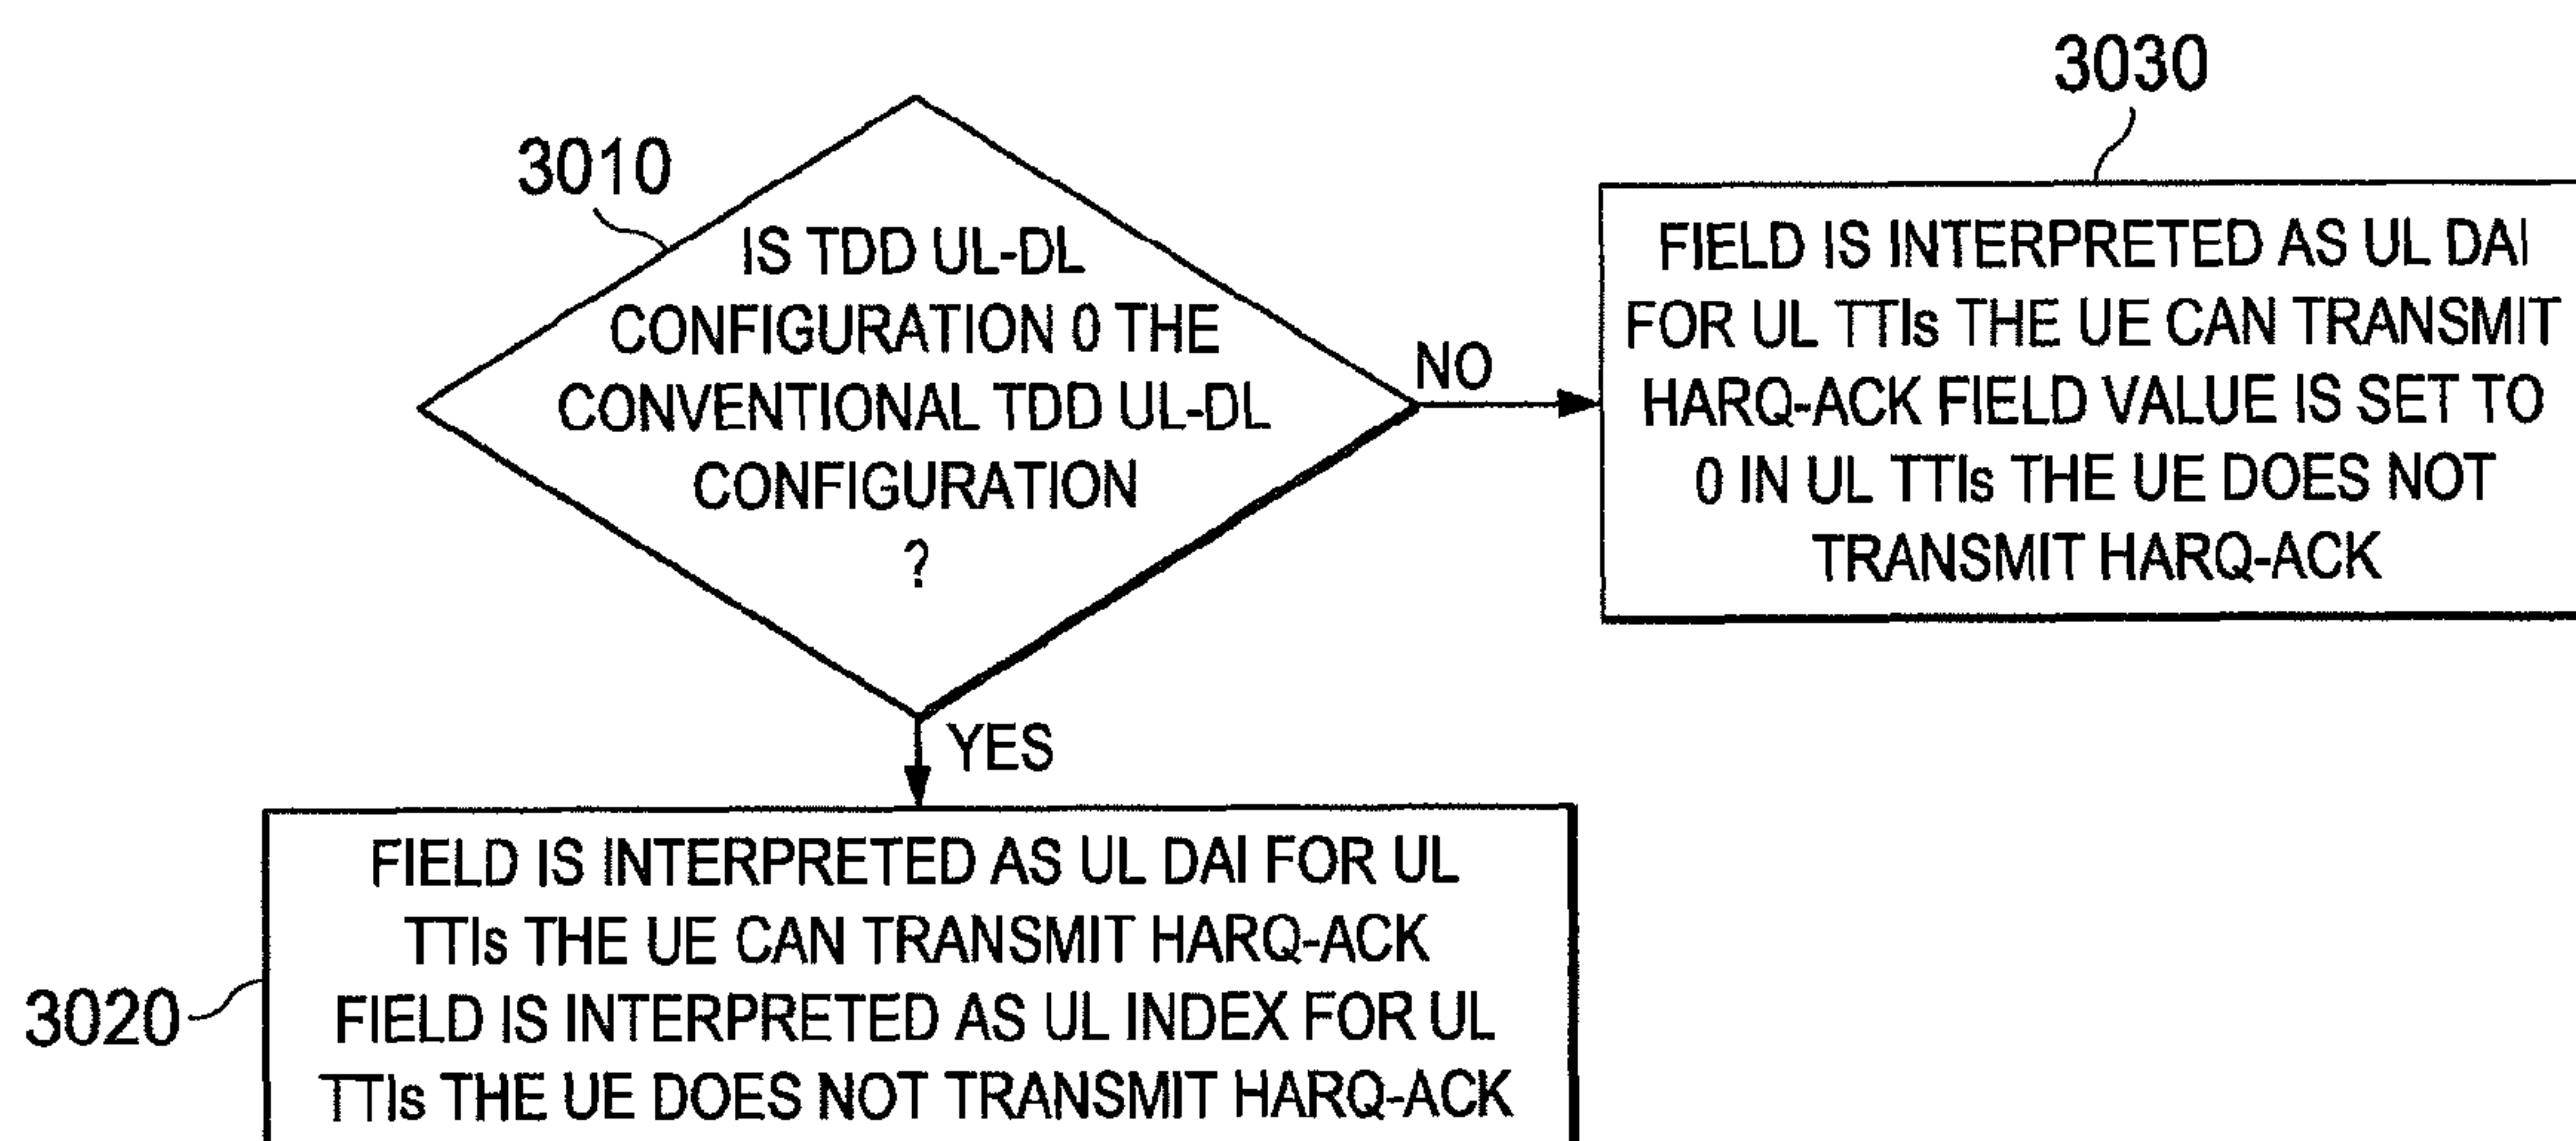 3010
IS TDD UL-DL
CONFIGURATION 0 THE
CONVENTIONAL TDD UL-DL
CONFIGURATION
?
NO
3030
FIELD IS INTERPRETED AS UL DAI
FOR UL TTIs THE UE CAN TRANSMIT
HARQ-ACK FIELD VALUE IS SET TO
0 IN UL TTIs THE UE DOES NOT
TRANSMIT HARQ-ACK
YES
3020
FIELD IS INTERPRETED AS UL DAI FOR UL
TTIs THE UE CAN TRANSMIT HARQ-ACK
FIELD IS INTERPRETED AS UL INDEX FOR UL
TTIs THE UE DOES NOT TRANSMIT HARQ-ACK